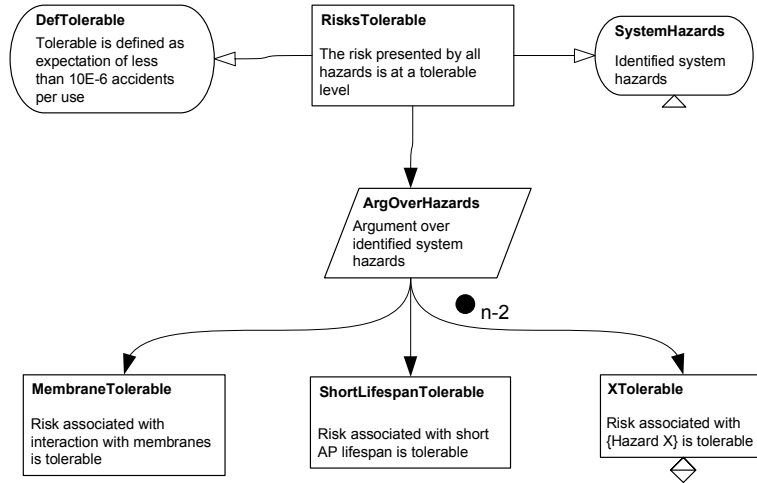 DefTolerable
Tolerable is defined as
expectation of less
than 10E-6 accidents
per use
RisksTolerable
The risk presented by all
hazards is at a tolerable
level
SystemHazards
Identified system
hazards
ArgOverHazards
Argument over
identified system
hazards
n-2
MembraneTolerable
Risk associated with
interaction with membranes
is tolerable
ShortLifespanTolerable
Risk associated with short
AP lifespan is tolerable
XTolerable
Risk associated with
{Hazard X} is tolerable